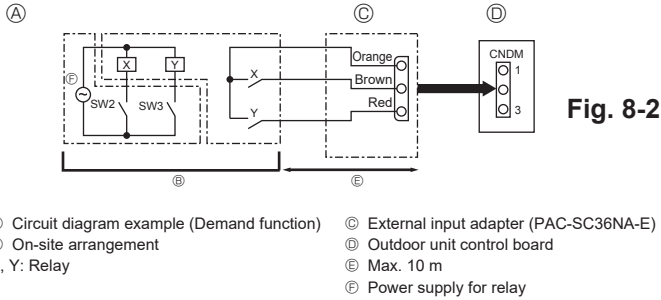 Ⓐ Ⓒ Ⓓ
X Y
Ⓕ
SW2 SW3
X
Y
Orange
Brown
Red
CNDM
1
3
Fig. 8-2
Ⓑ Ⓔ
Circuit diagram example (Demand function)
On-site arrangement
, Y: Relay
Ⓒ External input adapter (PAC-SC36NA-E)
Ⓓ Outdoor unit control board
Ⓔ Max. 10 m
Ⓕ Power supply for relay